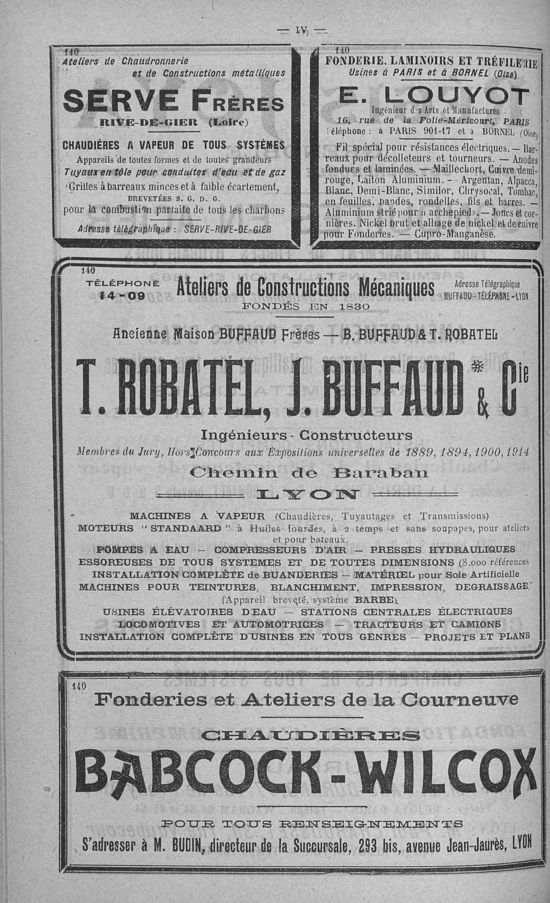 — IV —
140
Ateliers de Chaudronnerie
et de Constructions métalliques
SERVE FRÈRES
RIVE-DE-GIER (Loire)
CHAUDIÈRES A VAPEUR DE TOUS SYSTÈMES
Appareils de toutes formes et de toutes grandeurs
Tuyaux en tôle pour conduites d'eau et de gaz
Grilles à barreaux minces et à faible écartement,
BREVETÉES S. G. D. G.
pour la combustion parfaite de tous les charbons
Adresse télégraphique : SERVE-RIVE-DE-GIER
140
FONDERIE, LAMINOIRS ET TRÉFILERIE
Usines à PARIS et à BORNEL (Oise)
E. LOUYOT
Ingénieur des Arts et Manufactures
16, rue de la Folie-Méricourt, PARIS
Téléphone : à PARIS 901-17 et à BORNEL (Oise)
Fil spécial pour résistances électriques. — Bar-
reaux pour décolleteurs et tourneurs. — Anodes
fondues et laminées. — Maillechort, Cuivre demi-
rouge, Laiton Aluminium. — Argentan, Alpacca,
Blanc, Demi-Blanc, Similor, Chrysocal, Tombac,
en feuilles, bandes, rondelles, fils et barres. —
Aluminium strié pour marchepieds. — Joncs et cor-
nières. Nickel brut et alliage de nickel et de cuivre
pour Fonderies. — Cupro-Manganèse.
140
TÉLÉPHONE
14-09
Ateliers de Constructions Mécaniques
FONDÉS EN 1830
Adresse Télégraphique
BUFFAUD-TÉLÉPHONE-LYON
Ancienne Maison BUFFAUD Frères — B. BUFFAUD & T. ROBATEL
T. ROBATEL, J. BUFFAUD* & Cie
Ingénieurs-Constructeurs
Membres du Jury, Hors Concours aux Expositions universelles de 1889, 1894, 1900, 1914
Chemin de Baraban
LYON
MACHINES A VAPEUR (Chaudières, Tuyautages et Transmissions)
MOTEURS "STANDAARD" à Huiles lourdes, à 2 temps et sans soupapes, pour ateliers
et pour bateaux.
POMPES A EAU — COMPRESSEURS D'AIR — PRESSES HYDRAULIQUES
ESSOREUSES DE TOUS SYSTEMES ET DE TOUTES DIMENSIONS (8.000 références
INSTALLATION COMPLÈTE de BUANDERIES — MATÉRIEL pour Soie Artificielle
MACHINES POUR TEINTURES, BLANCHIMENT, IMPRESSION, DEGRAISSAGE.
(Appareil breveté, système BARBE)
USINES ÉLÉVATOIRES D'EAU — STATIONS CENTRALES ÉLECTRIQUES
LOCOMOTIVES ET AUTOMOTRICES — TRACTEURS ET CAMIONS
INSTALLATION COMPLÈTE D'USINES EN TOUS GENRES — PROJETS ET PLANS
140
Fonderies et Ateliers de la Courneuve
CHAUDIÈRES
BABCOCK-WILCOX
POUR TOUS RENSEIGNEMENTS
S'adresser à M. BUDIN, directeur de la Succursale, 293 bis, avenue Jean-Jaurès, LYON